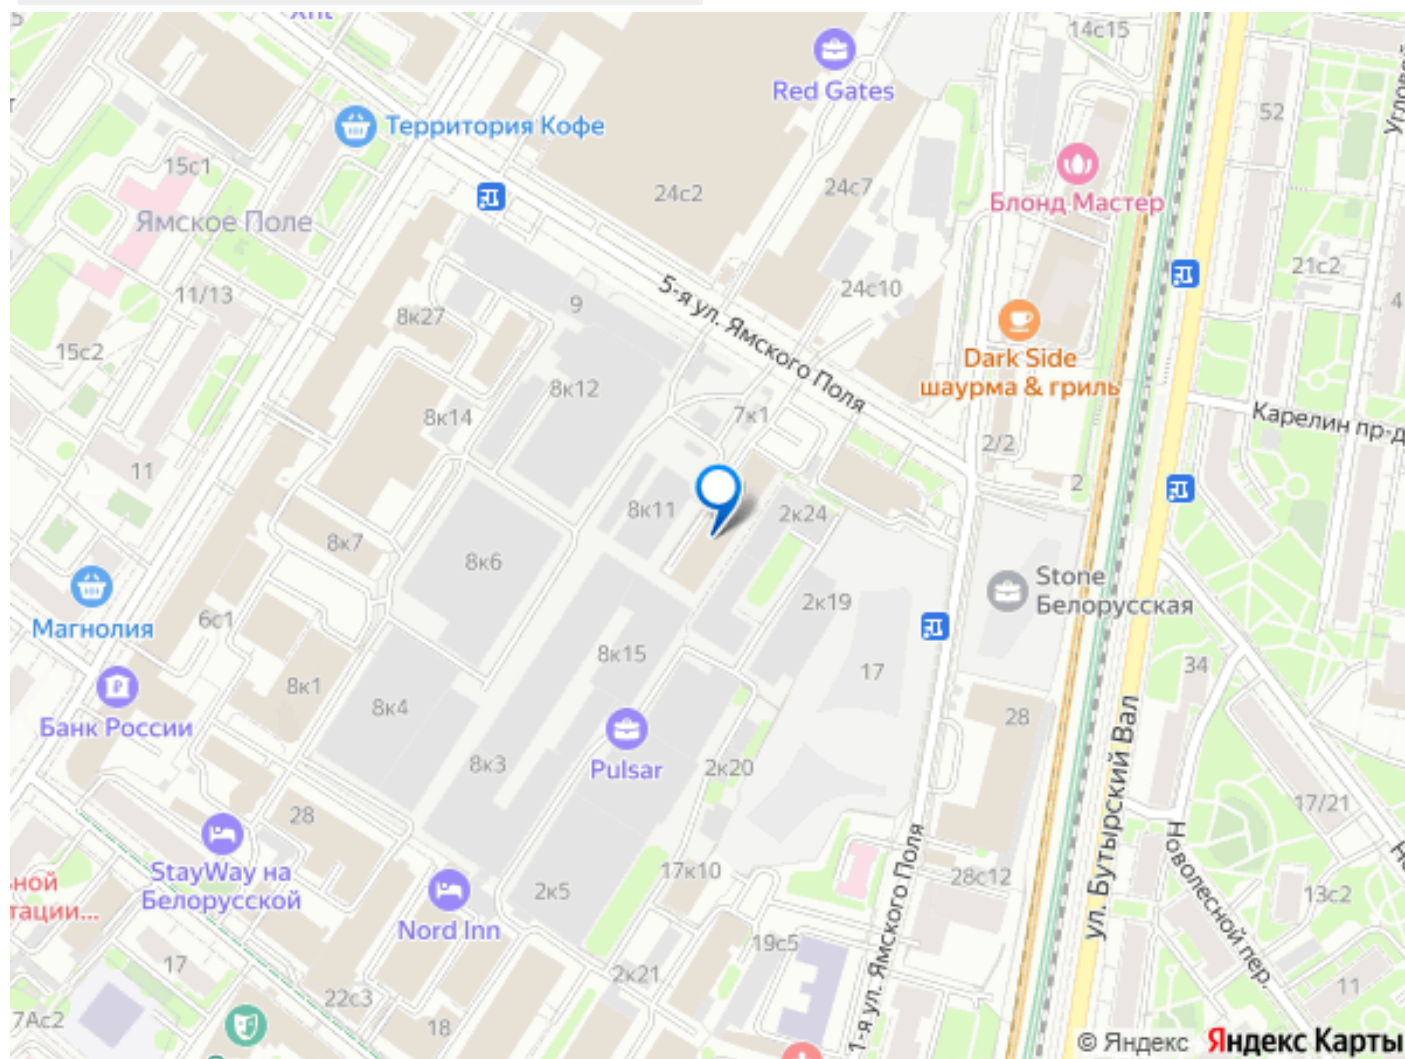 15с1
Территория Кофе
Red Gates
14с15
52
Ямское Поле
24с2
24с7
Блонд Мастер
11/13
5-я ул. Ямского Поля
24с10
21с2
4
15с2
8к27
9
Dark Side
шаурма & гриль
8к12
8к14
7к1
2/2
Карелин пр-д
11
2
8к11
2к24
8к7
8к6
2к19
Stone
Белорусская
Магнолия
6с1
8к15
17
34
8к1
8к4
28
Банк России
8к3
Pulsar
2к20
ул. Бутырский Вал
17/21
28
StayWay на
Белорусской
Nord Inn
2к5
17к10
28с12
1-я ул. Ямского Поля
Новолесной пер.
13с2
ной
тации...
19с5
17
2к21
11
22с3
7Ас2
18
© Яндекс Яндекс Карты